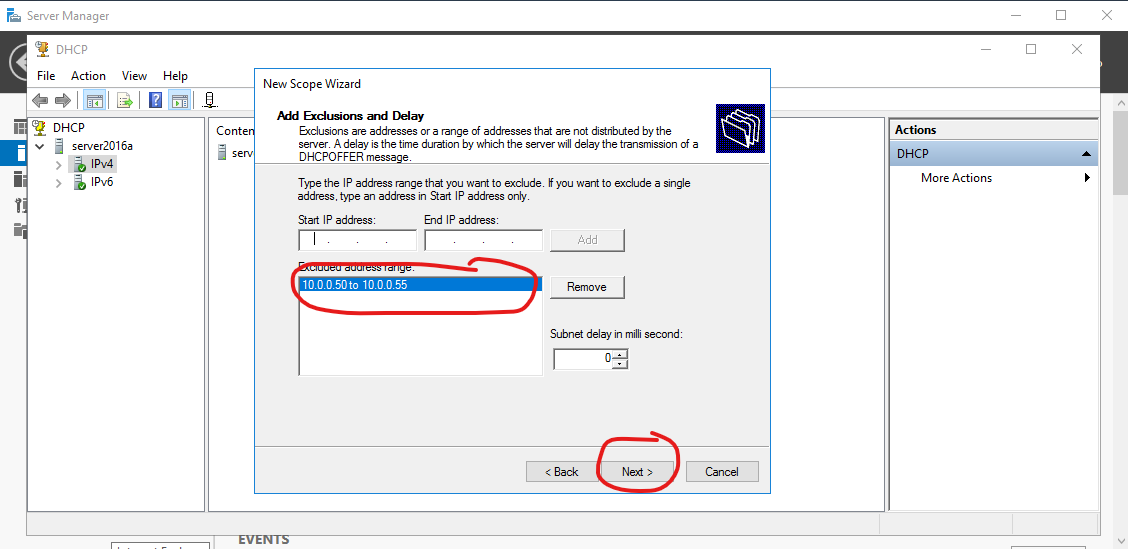 Server Manager
DHCP
File Action View Help
New Scope Wizard
Add Exclusions and Delay
Exclusions are addresses or a range of addresses that are not distributed by the
server. A delay is the time duration by which the server will delay the transmission of a
DHCPOFFER message.
DHCP
server2016a
IPv4
IPv6
Conten
serv
Type the IP address range that you want to exclude. If you want to exclude a single
address, type an address in Start IP address only.
Start IP address: End IP address:
. . . . . . Add
Excluded address range:
10.0.0.50 to 10.0.0.55
Remove
Subnet delay in milli second:
0
< Back Next > Cancel
Actions
DHCP
More Actions
EVENTS